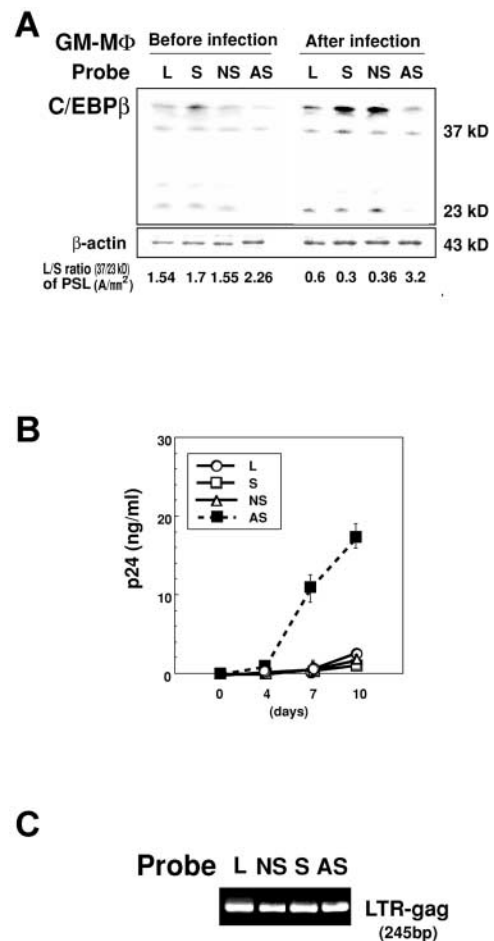 A
GM-MΦ Before infection After infection
Probe L S NS AS L S NS AS
C/EBPβ
37 kD
23 kD
β-actin 43 kD
L/S ratio (37/23 kD) of PSL (A/mm²) 1.54 1.7 1.55 2.26 0.6 0.3 0.36 3.2
B
30
20
10
0
p24 (ng/ml)
L
S
NS
AS
0 4 7 10
(days)
C
Probe L NS S AS
LTR-gag
(245bp)